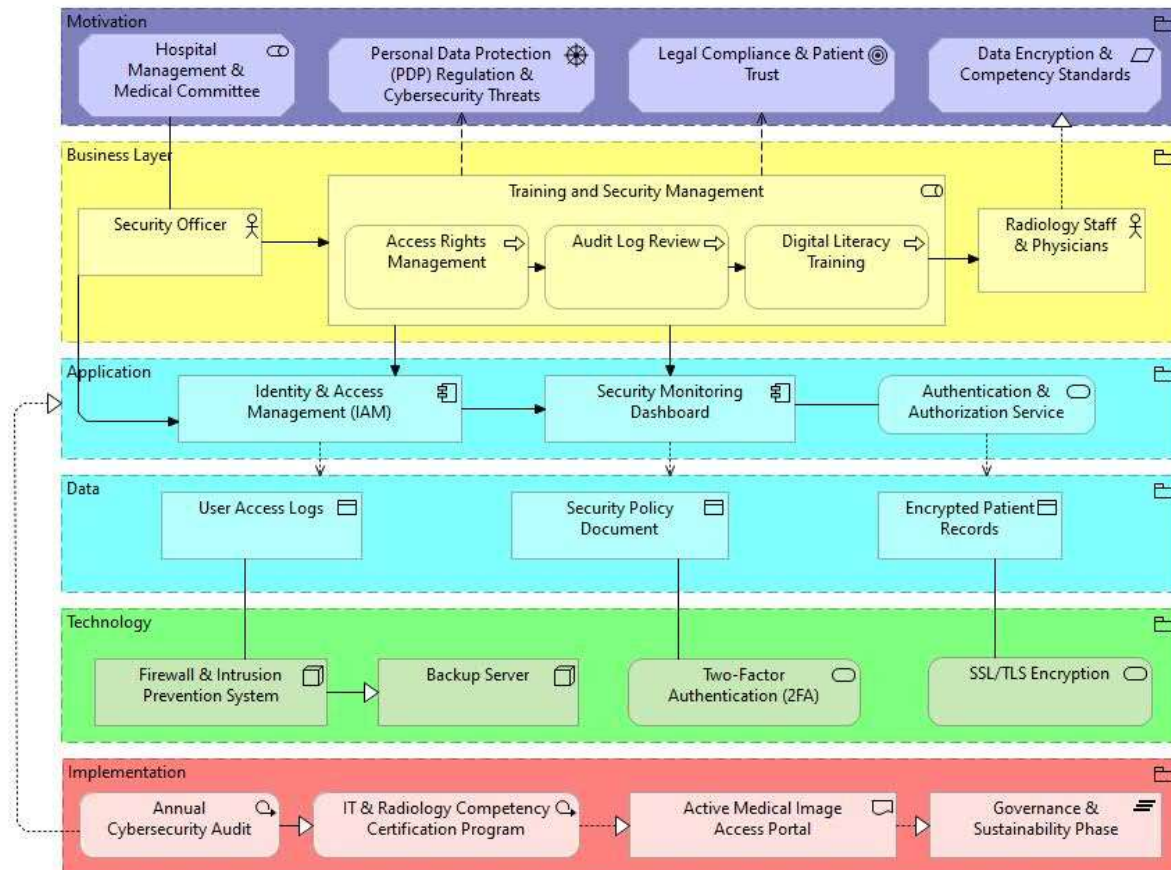 Motivation
Hospital
Management &
Medical Committee
Personal Data Protection
(PDP) Regulation &
Cybersecurity Threats
Legal Compliance & Patient
Trust
Data Encryption &
Competency Standards
Business Layer
Security Officer
Training and Security Management
Access Rights
Management
Audit Log Review
Digital Literacy
Training
Radiology Staff
& Physicians
Application
Identity & Access
Management (IAM)
Security Monitoring
Dashboard
Authentication &
Authorization Service
Data
User Access Logs
Security Policy
Document
Encrypted Patient
Records
Technology
Firewall & Intrusion
Prevention System
Backup Server
Two-Factor
Authentication (2FA)
SSL/TLS Encryption
Implementation
Annual
Cybersecurity Audit
IT & Radiology Competency
Certification Program
Active Medical Image
Access Portal
Governance &
Sustainability Phase